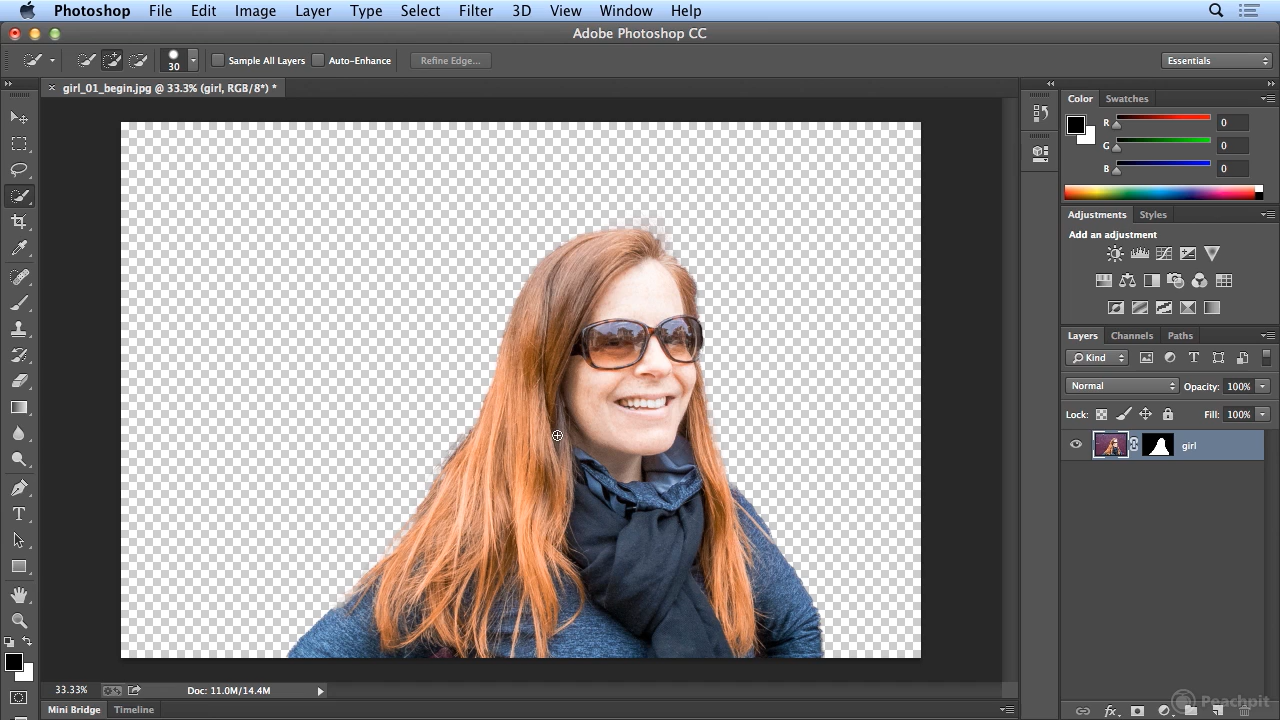 Photoshop File Edit Image Layer Type Select Filter 3D View Window Help
Adobe Photoshop CC
30 Sample All Layers Auto-Enhance Refine Edge... Essentials
girl_01_begin.jpg @ 33.3% (girl, RGB/8*) *
Color Swatches
R 0
G 0
B 0
Adjustments Styles
Add an adjustment
Layers Channels Paths
Kind
Normal Opacity: 100%
Lock: Fill: 100%
girl
33.33% Doc: 11.0M/14.4M
Mini Bridge Timeline
Peachpit